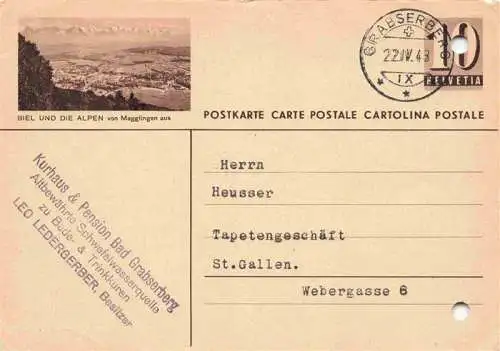 BIEL UND DIE ALPEN von Magglingen aus
GRABSERBERG
22.IV.43
IX
10
HELVETIA
POSTKARTE CARTE POSTALE CARTOLINA POSTALE
Kurhaus & Pension Bad Grabserberg
Altbewährte Schwefelwasserquelle
zu Bade- & Trinkkuren
LEO LEDERGERBER, Besitzer
Herrn
Heusser
Tapetengeschäft
St.Gallen.
Webergasse 6